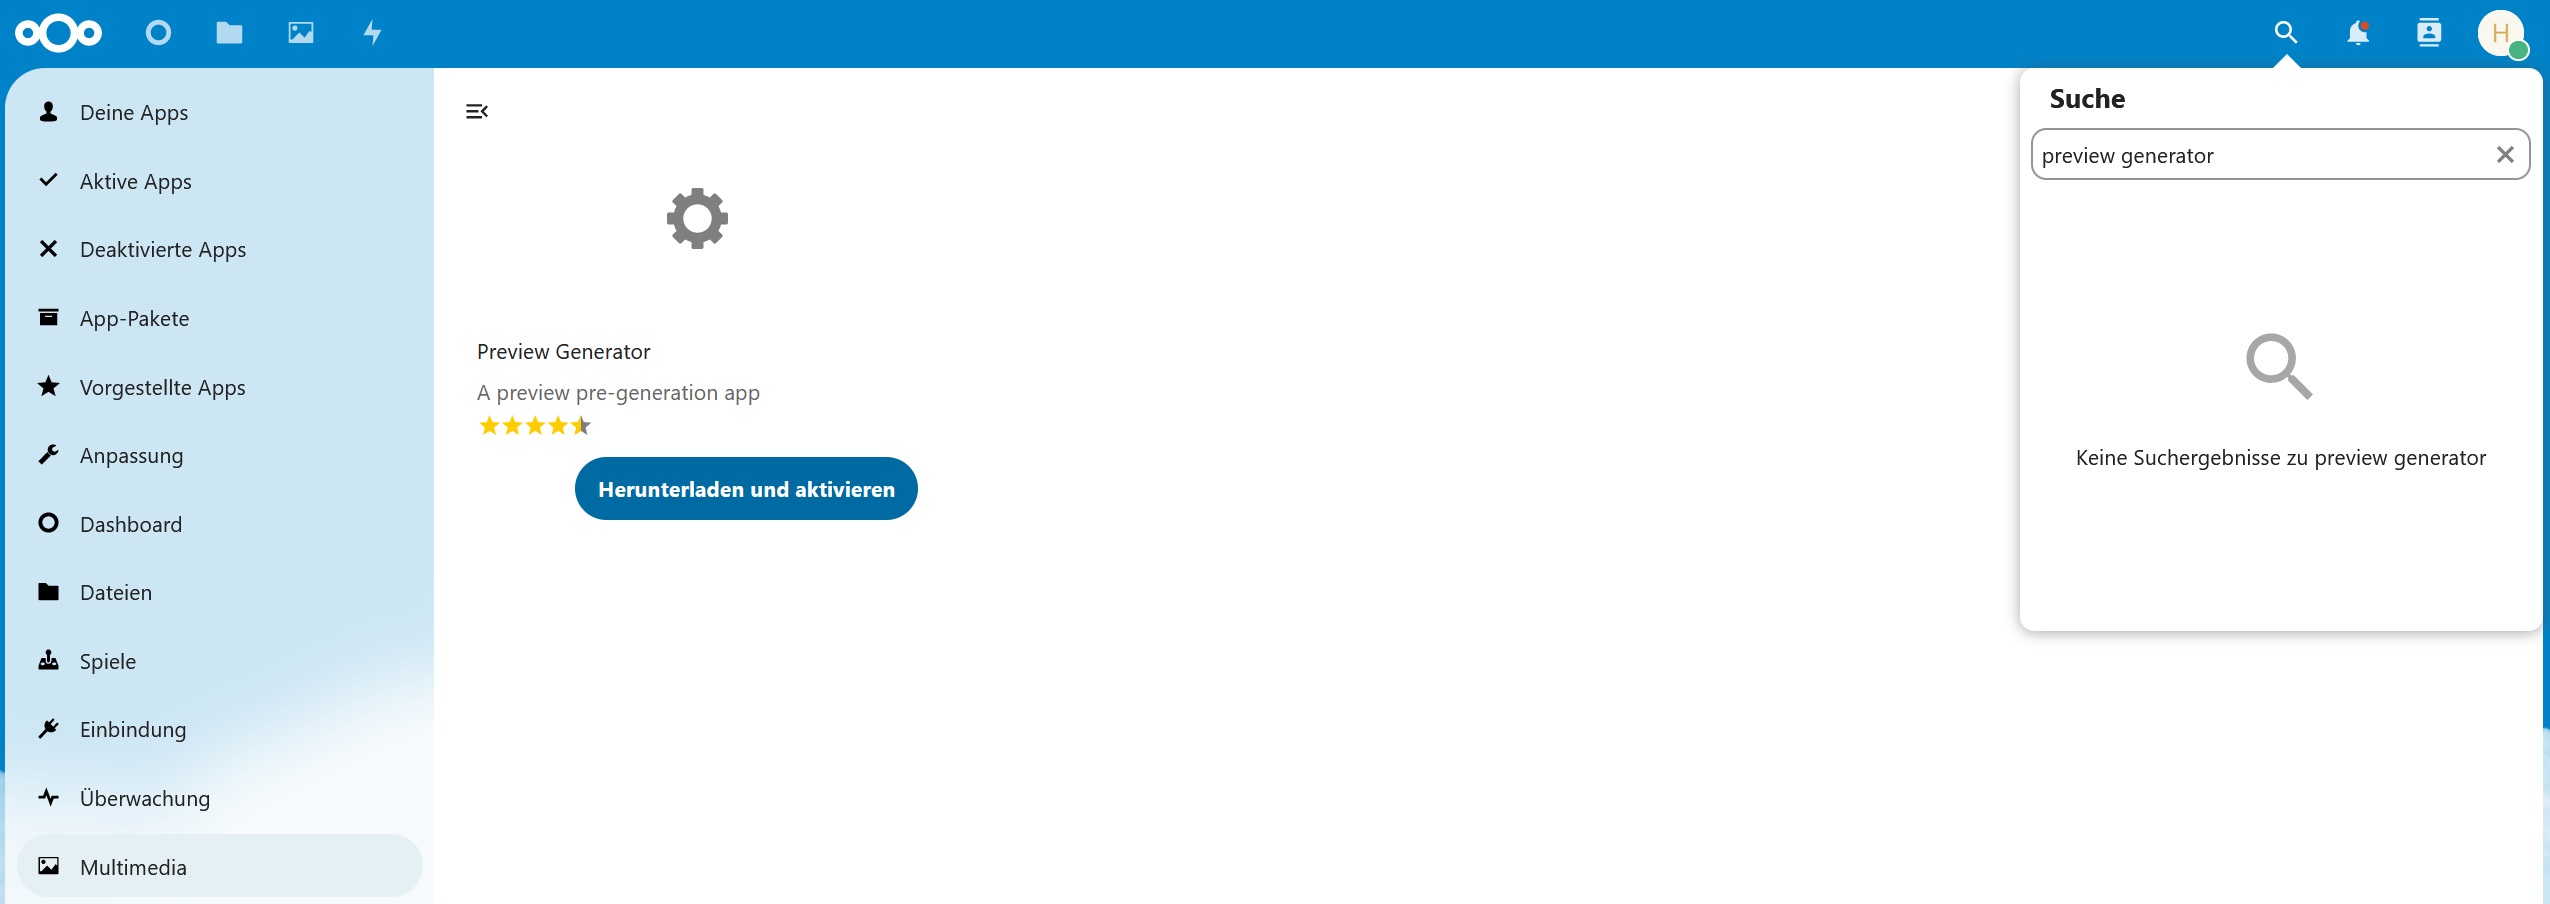 H
Deine Apps
Aktive Apps
Deaktivierte Apps
App-Pakete
Vorgestellte Apps
Anpassung
Dashboard
Dateien
Spiele
Einbindung
Überwachung
Multimedia
Preview Generator
A preview pre-generation app
Herunterladen und aktivieren
Suche
preview generator
Keine Suchergebnisse zu preview generator